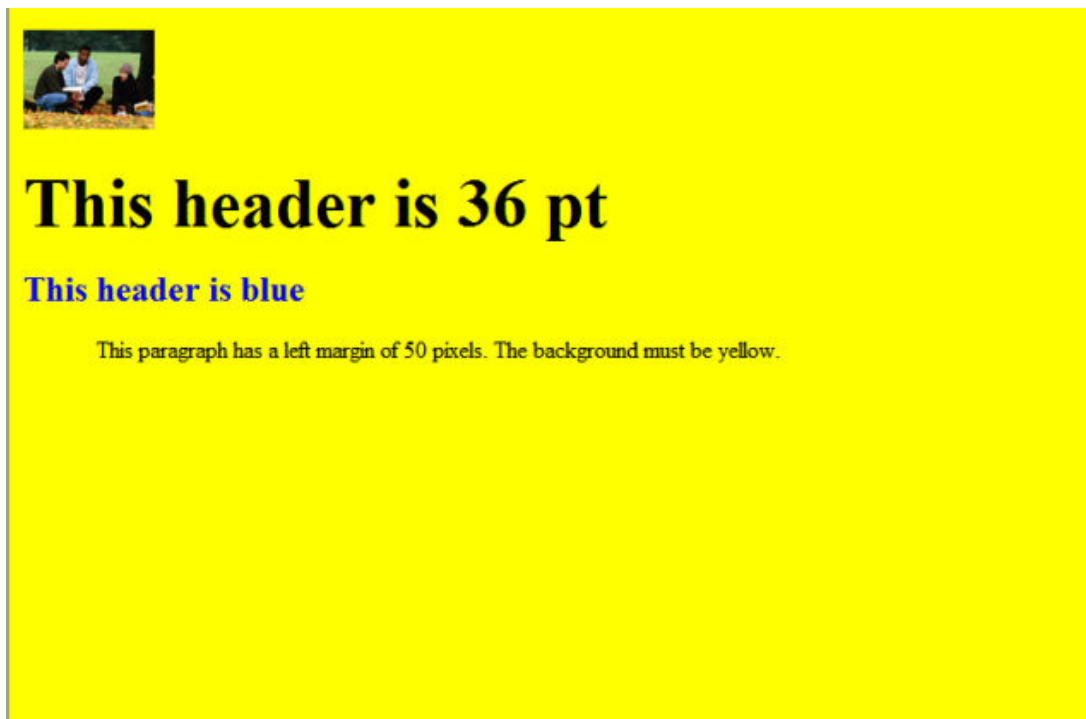 This header is 36 pt
This header is blue
This paragraph has a left margin of 50 pixels. The background must be yellow.